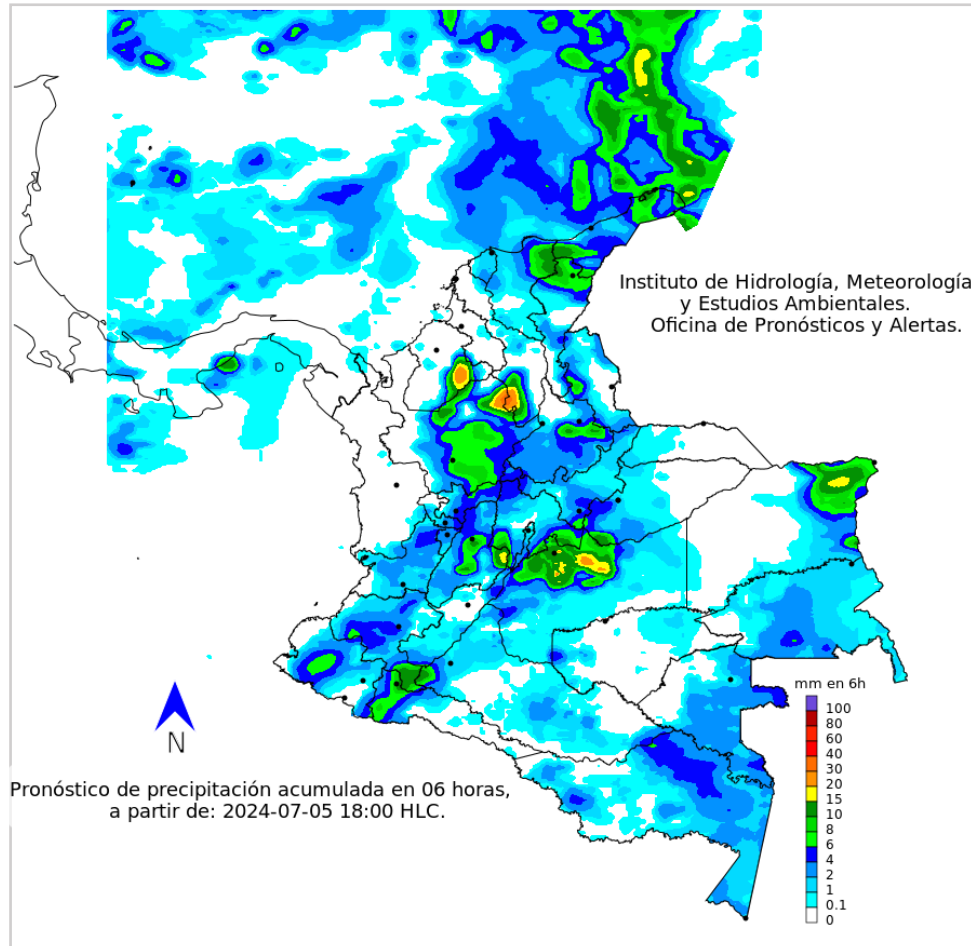 Instituto de Hidrología, Meteorología
y Estudios Ambientales.
Oficina de Pronósticos y Alertas.
mm en 6h
100
80
60
40
30
20
15
10
8
6
4
2
1
0.1
0
N
Pronóstico de precipitación acumulada en 06 horas,
a partir de: 2024-07-05 18:00 HLC.